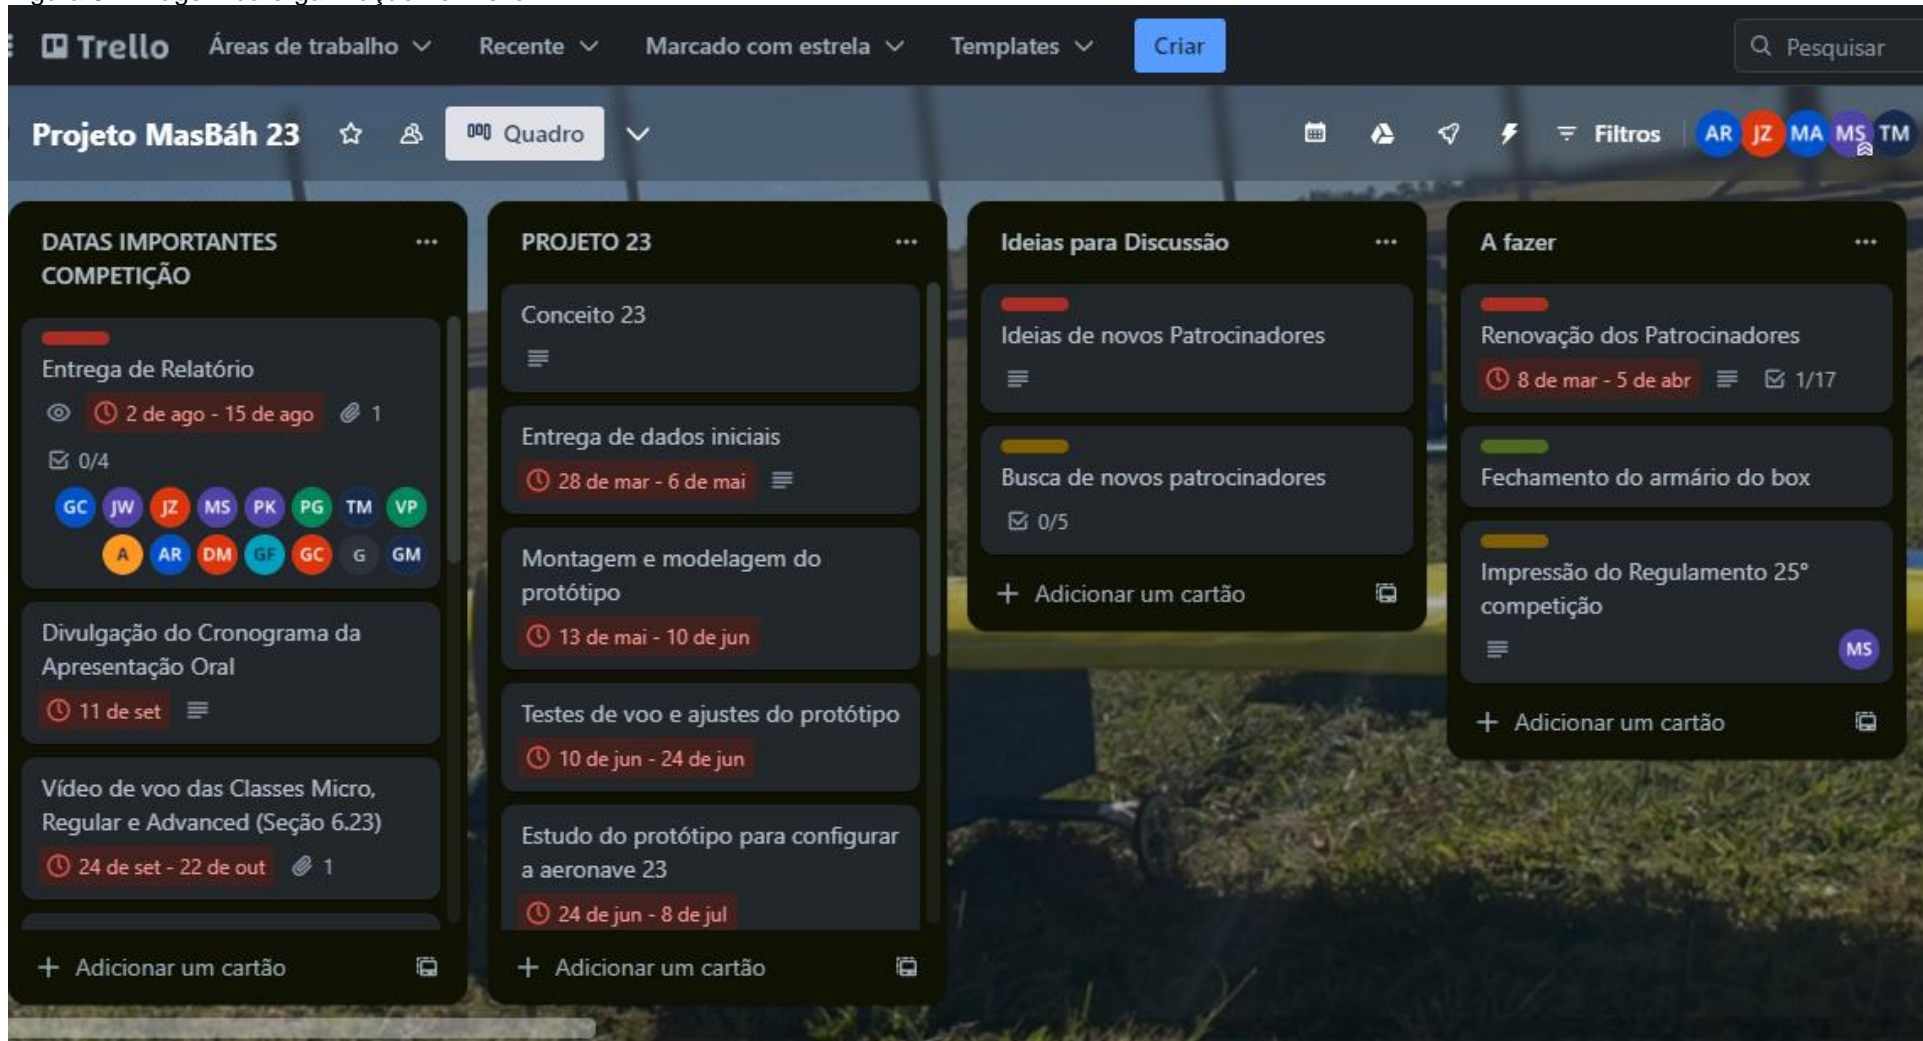 Trello
Áreas de trabalho
Recente
Marcado com estrela
Templates
Criar
Pesquisar
Projeto MasBáh 23
Quadro
Filtros
AR JZ MA MS TM
DATAS IMPORTANTES
COMPETIÇÃO
Entrega de Relatório
2 de ago - 15 de ago 1
0/4
GC JW JZ MS PK PG TM VP
A AR DM GF GC G GM
Divulgação do Cronograma da
Apresentação Oral
11 de set
Vídeo de voo das Classes Micro,
Regular e Advanced (Seção 6.23)
24 de set - 22 de out 1
+ Adicionar um cartão
PROJETO 23
Conceito 23
Entrega de dados iniciais
28 de mar - 6 de mai
Montagem e modelagem do
protótipo
13 de mai - 10 de jun
Testes de voo e ajustes do protótipo
10 de jun - 24 de jun
Estudo do protótipo para configurar
a aeronave 23
24 de jun - 8 de jul
+ Adicionar um cartão
Ideias para Discussão
Ideias de novos Patrocinadores
Busca de novos patrocinadores
0/5
+ Adicionar um cartão
A fazer
Renovação dos Patrocinadores
8 de mar - 5 de abr 1/17
Fechamento do armário do box
Impressão do Regulamento 25°
competição
MS
+ Adicionar um cartão